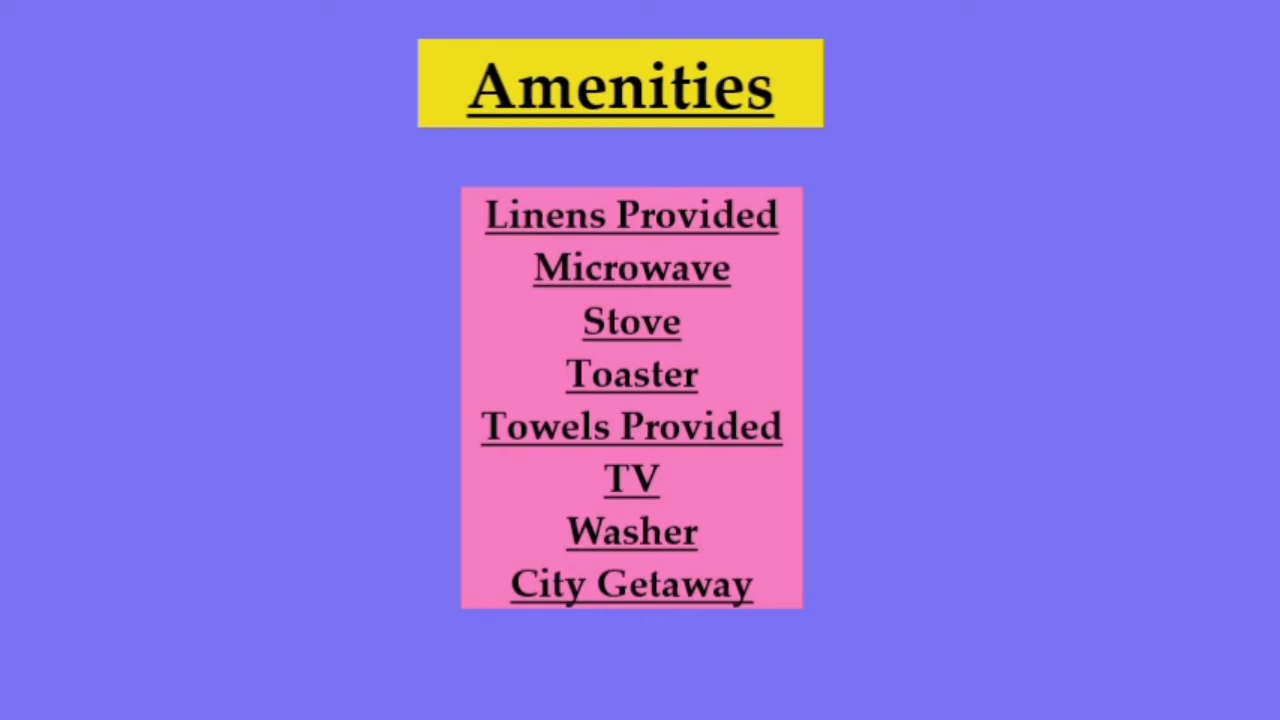 Amenities
Linens Provided
Microwave
Stove
Toaster
Towels Provided
TV
Washer
City Getaway